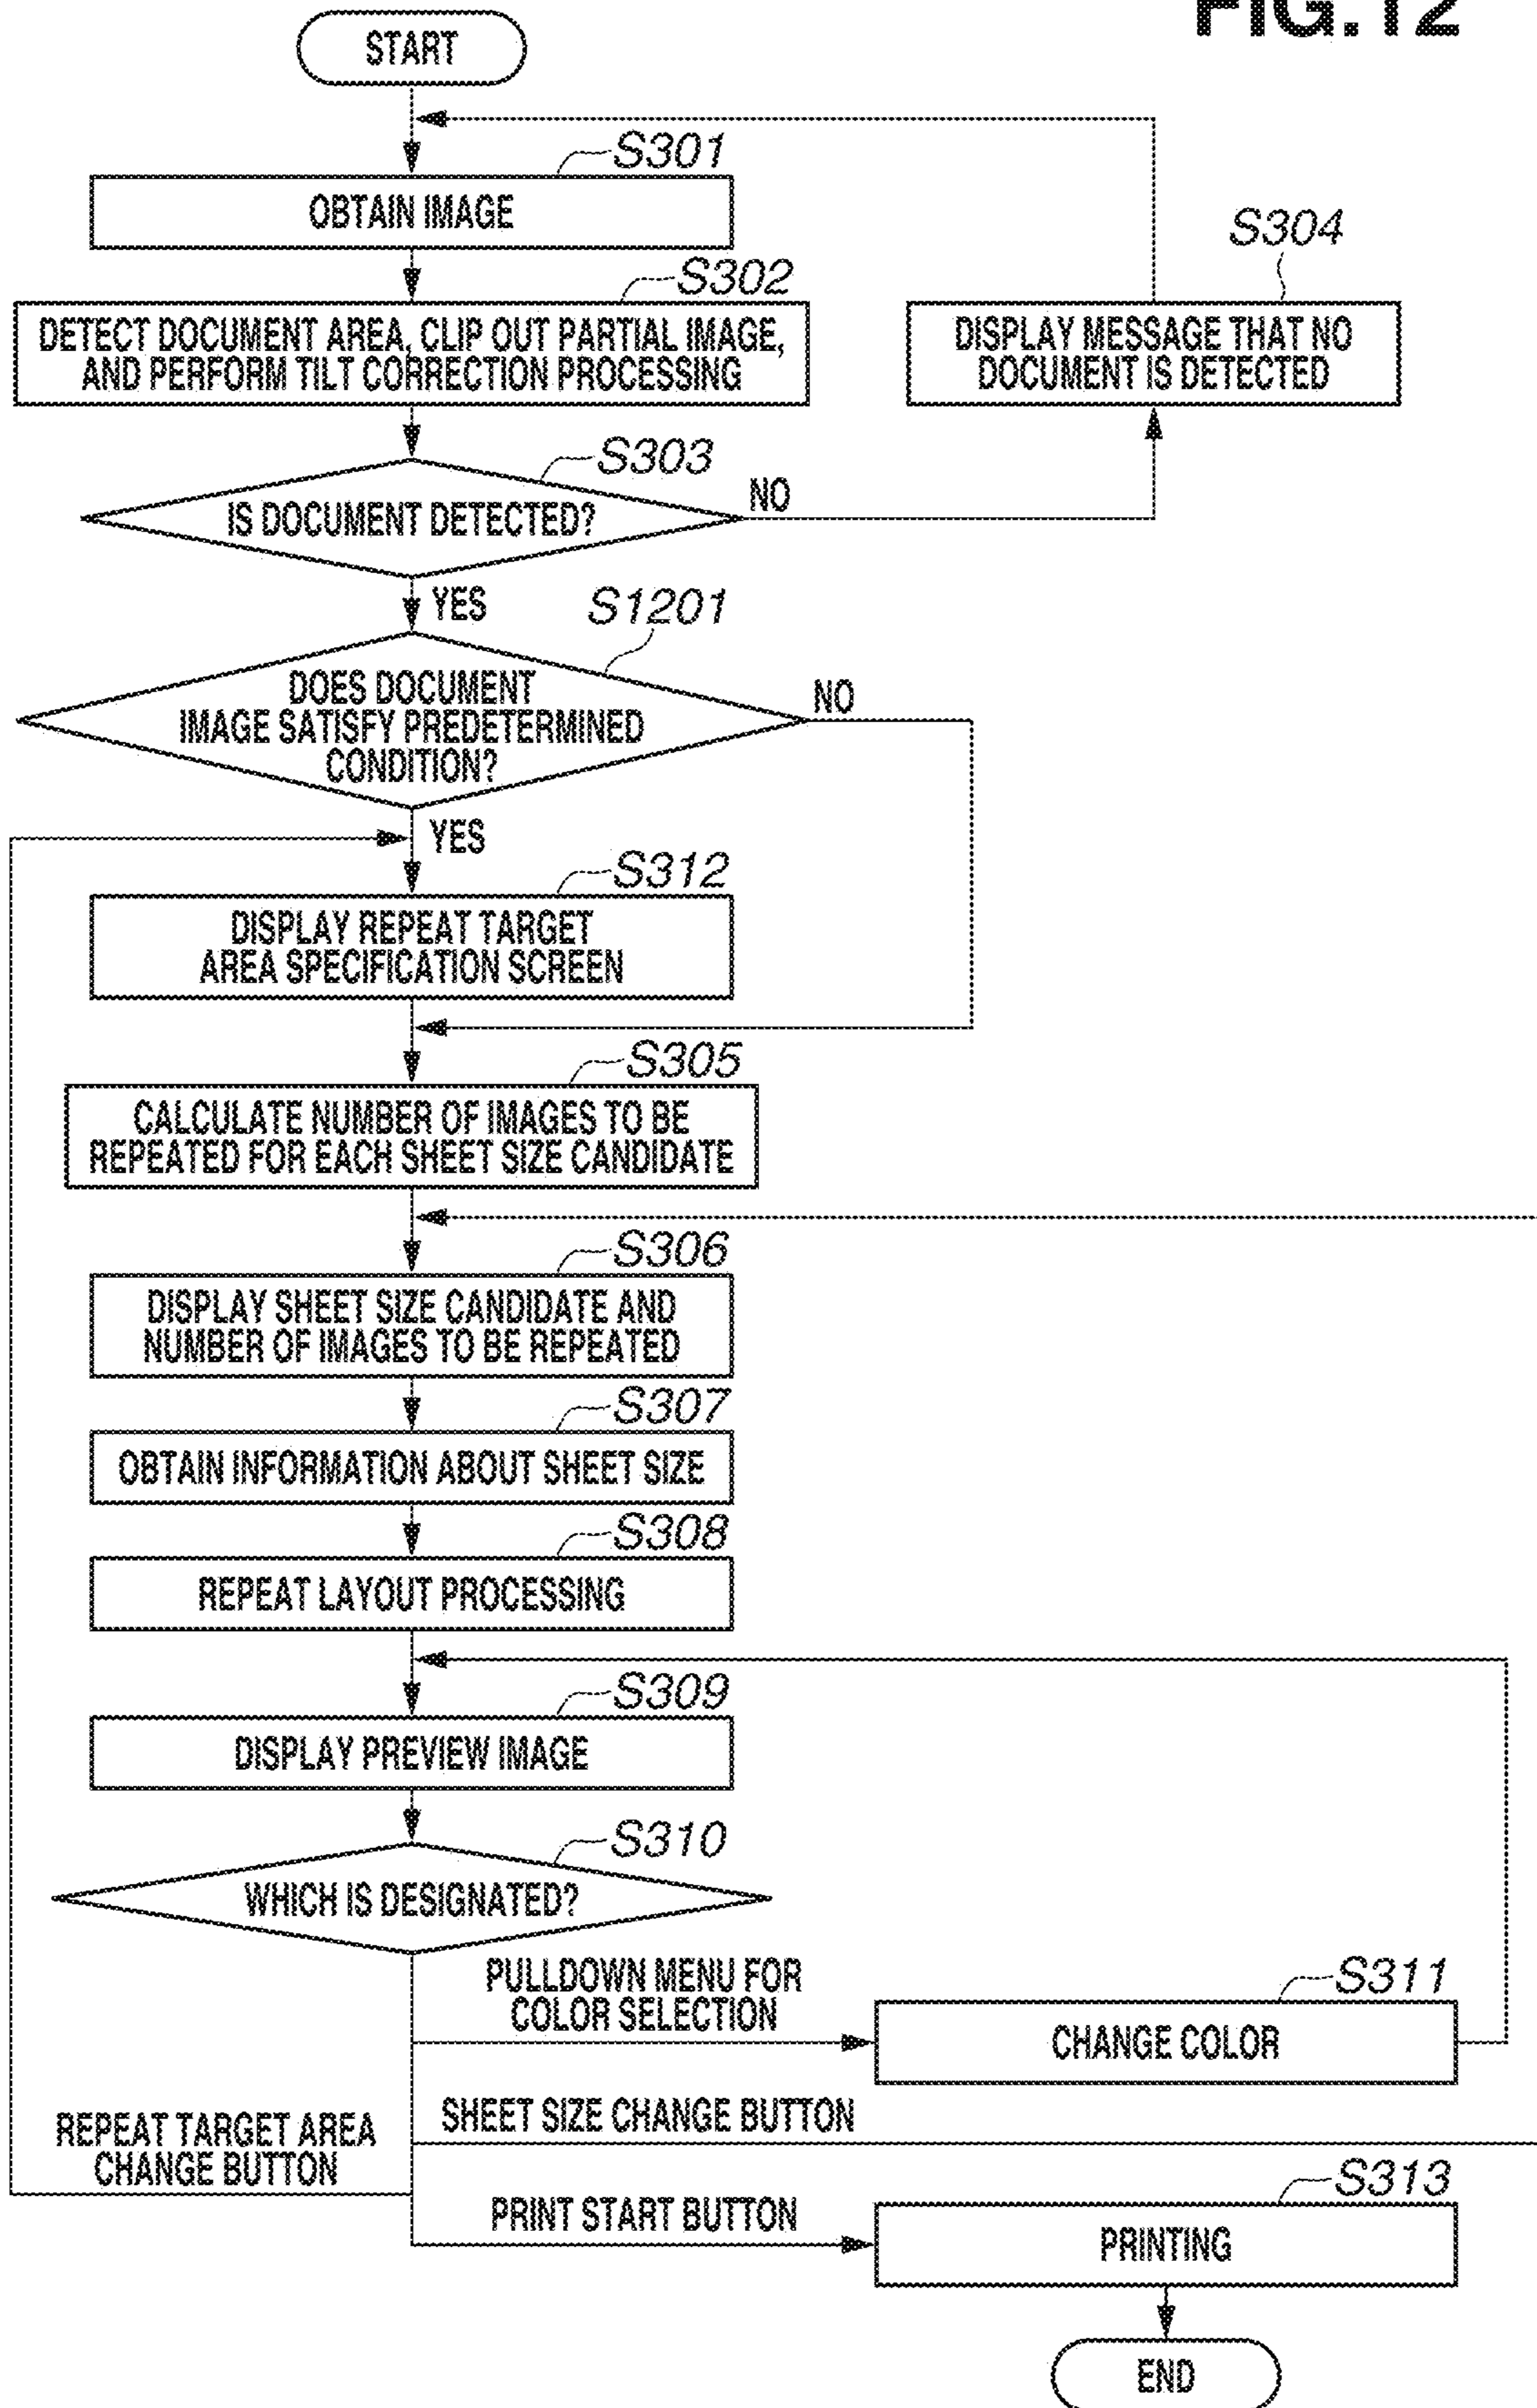 FIG.12
START
S301
OBTAIN IMAGE
S302
DETECT DOCUMENT AREA, CLIP OUT PARTIAL IMAGE,
AND PERFORM TILT CORRECTION PROCESSING
S304
DISPLAY MESSAGE THAT NO
DOCUMENT IS DETECTED
S303
IS DOCUMENT DETECTED?
NO
YES
S1201
DOES DOCUMENT
IMAGE SATISFY PREDETERMINED
CONDITION?
NO
YES
S312
DISPLAY REPEAT TARGET
AREA SPECIFICATION SCREEN
S305
CALCULATE NUMBER OF IMAGES TO BE
REPEATED FOR EACH SHEET SIZE CANDIDATE
S306
DISPLAY SHEET SIZE CANDIDATE AND
NUMBER OF IMAGES TO BE REPEATED
S307
OBTAIN INFORMATION ABOUT SHEET SIZE
S308
REPEAT LAYOUT PROCESSING
S309
DISPLAY PREVIEW IMAGE
S310
WHICH IS DESIGNATED?
PULLDOWN MENU FOR
COLOR SELECTION
S311
CHANGE COLOR
SHEET SIZE CHANGE BUTTON
REPEAT TARGET AREA
CHANGE BUTTON
PRINT START BUTTON
S313
PRINTING
END